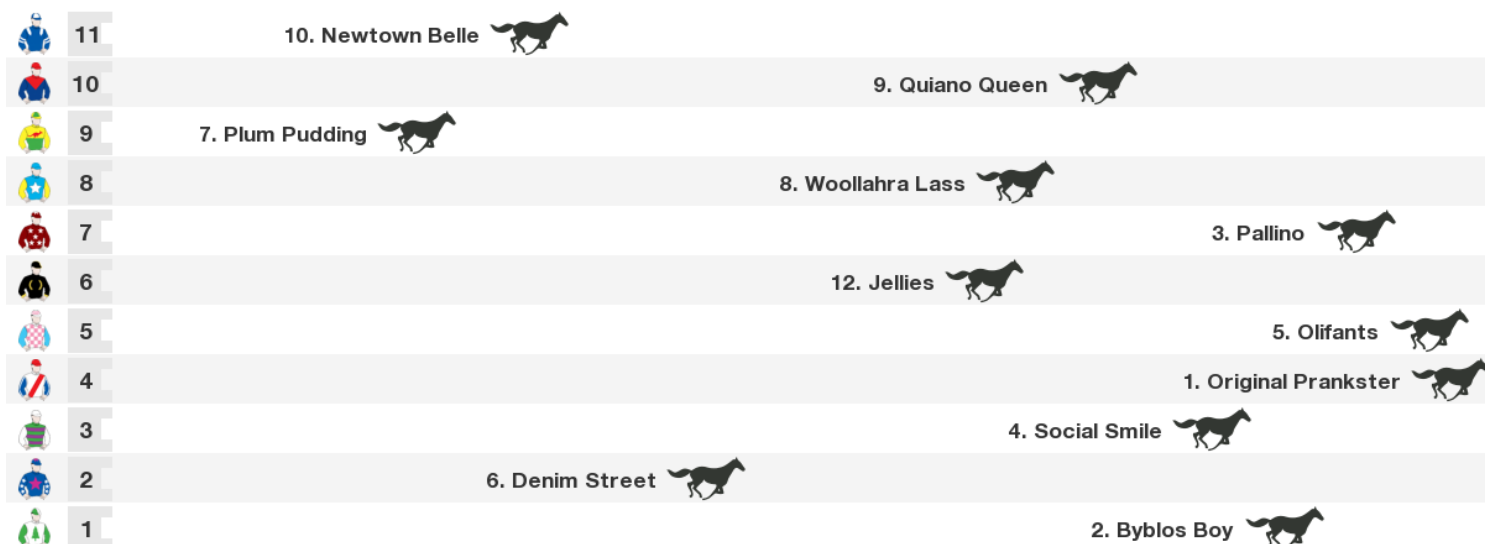 11 10. Newtown Belle
10 9. Quiano Queen
9 7. Plum Pudding
8 8. Woollahra Lass
7 3. Pallino
6 12. Jellies
5 5. Olifants
4 1. Original Prankster
3 4. Social Smile
2 6. Denim Street
1 2. Byblos Boy